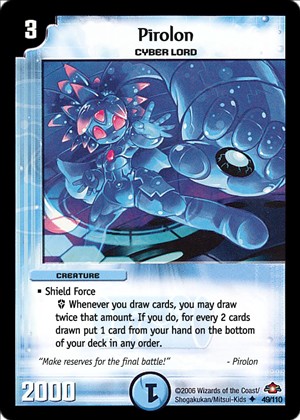 3
Pirolon
CYBER LORD
CREATURE
▪ Shield Force
Whenever you draw cards, you may draw
twice that amount. If you do, for every 2 cards
drawn put 1 card from your hand on the bottom
of your deck in any order.
"Make reserves for the final battle!" - Pirolon
2000
©2006 Wizards of the Coast/
Shogakukan/Mitsui-Kids 49/110